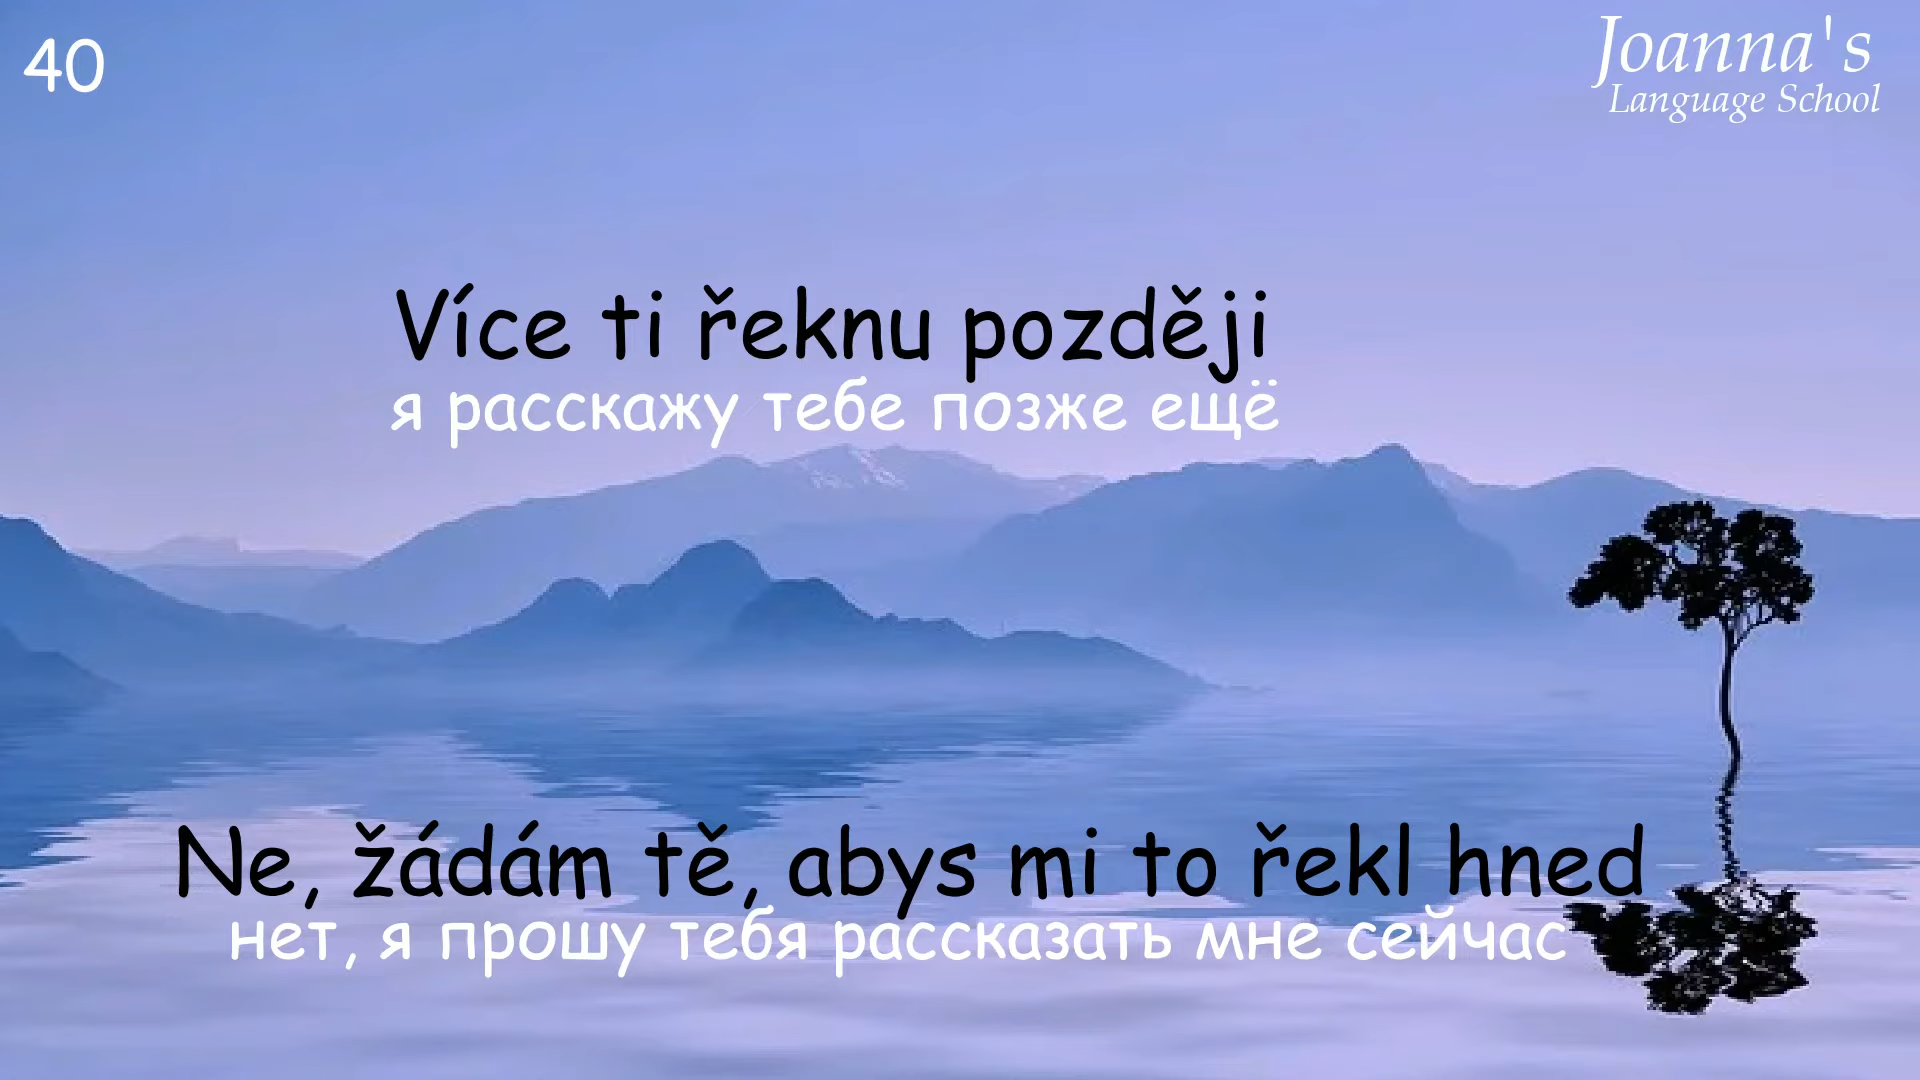 40
Joanna's
Language School
Více ti řeknu později
я расскажу тебе позже ещё
Ne, žádám tě, abys mi to řekl hned
нет, я прошу тебя рассказать мне сейчас